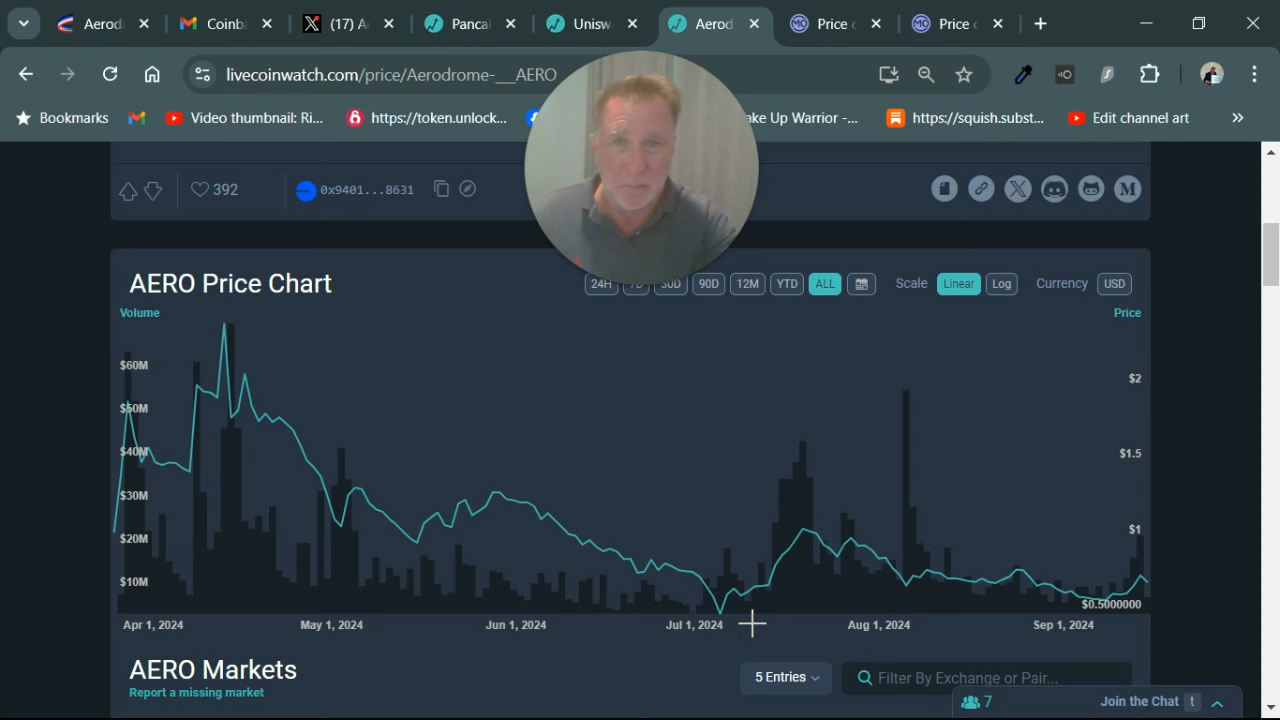 Aerod
Coinb
(17) A
Panca
Unisw
Aerod
Price
Price
livecoinwatch.com/price/Aerodrome-___AERO
Bookmarks
Video thumbnail: Ri...
https://token.unlock...
ake Up Warrior -...
https://squish.subst...
Edit channel art
392
0x9401...8631
AERO Price Chart
24H
30D
90D
12M
YTD
ALL
Scale
Linear
Log
Currency
USD
Volume
Price
$60M
$50M
$40M
$30M
$20M
$10M
$2
$1.5
$1
$0.5000000
Apr 1, 2024
May 1, 2024
Jun 1, 2024
Jul 1, 2024
Aug 1, 2024
Sep 1, 2024
AERO Markets
Report a missing market
5 Entries
Filter By Exchange or Pair...
7
Join the Chat
t